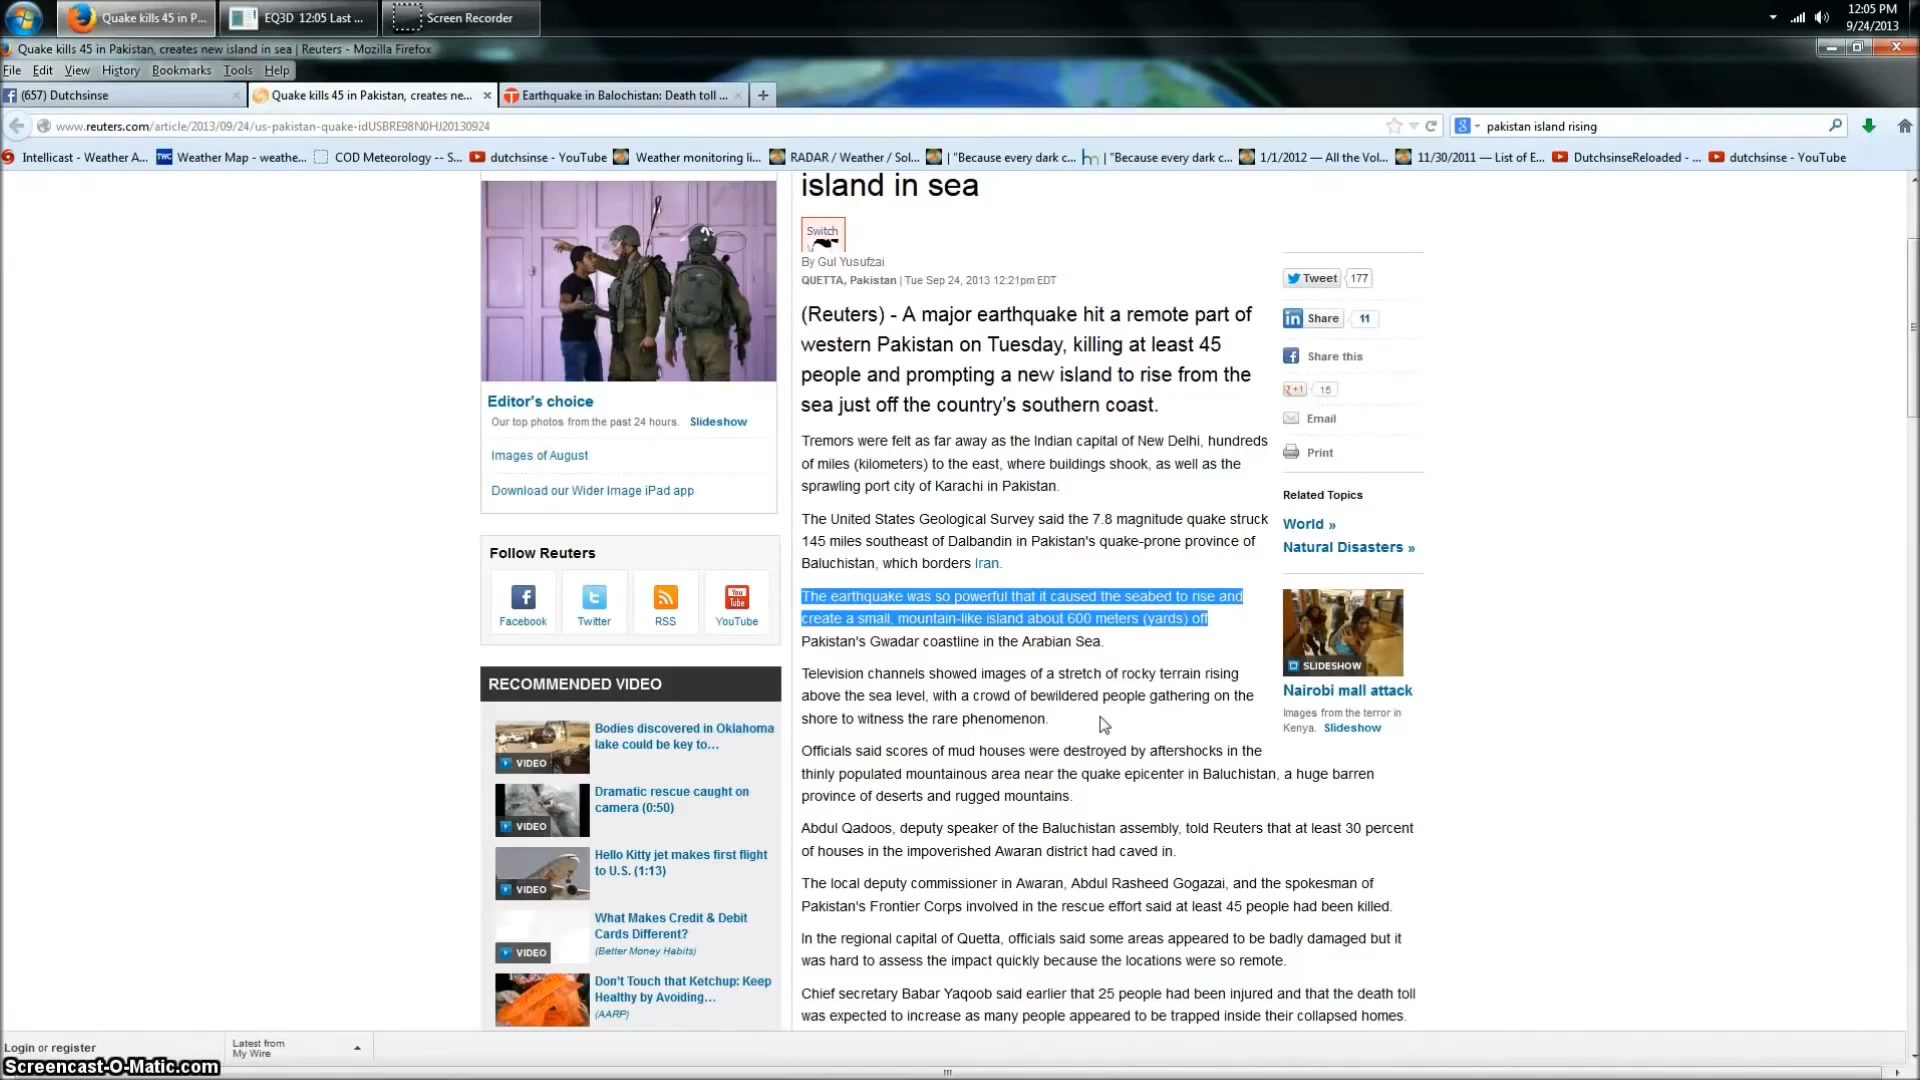 Quake kills 45 in P...
EQ3D 12:05 Last ...
Screen Recorder
12:05 PM
9/24/2013
Quake kills 45 in Pakistan, creates new island in sea | Reuters - Mozilla Firefox
File Edit View History Bookmarks Tools Help
(657) Dutchsinse
Quake kills 45 in Pakistan, creates ne...
Earthquake in Balochistan: Death toll ...
www.reuters.com/article/2013/09/24/us-pakistan-quake-idUSBRE98N0HJ20130924
pakistan island rising
Intellicast - Weather A...
Weather Map - weathe...
COD Meteorology -- S...
dutchsinse - YouTube
Weather monitoring li...
RADAR / Weather / Sol...
| "Because every dark c...
| "Because every dark c...
1/1/2012 — All the Vol...
11/30/2011 — List of E...
DutchsinseReloaded - ...
dutchsinse - YouTube
island in sea
Switch
By Gul Yusufzai
QUETTA, Pakistan | Tue Sep 24, 2013 12:21pm EDT
(Reuters) - A major earthquake hit a remote part of
western Pakistan on Tuesday, killing at least 45
people and prompting a new island to rise from the
sea just off the country's southern coast.
Tremors were felt as far away as the Indian capital of New Delhi, hundreds
of miles (kilometers) to the east, where buildings shook, as well as the
sprawling port city of Karachi in Pakistan.
The United States Geological Survey said the 7.8 magnitude quake struck
145 miles southeast of Dalbandin in Pakistan's quake-prone province of
Baluchistan, which borders Iran.
The earthquake was so powerful that it caused the seabed to rise and
create a small, mountain-like island about 600 meters (yards) off
Pakistan's Gwadar coastline in the Arabian Sea.
Television channels showed images of a stretch of rocky terrain rising
above the sea level, with a crowd of bewildered people gathering on the
shore to witness the rare phenomenon.
Officials said scores of mud houses were destroyed by aftershocks in the
thinly populated mountainous area near the quake epicenter in Baluchistan, a huge barren
province of deserts and rugged mountains.
Abdul Qadoos, deputy speaker of the Baluchistan assembly, told Reuters that at least 30 percent
of houses in the impoverished Awaran district had caved in.
The local deputy commissioner in Awaran, Abdul Rasheed Gogazai, and the spokesman of
Pakistan's Frontier Corps involved in the rescue effort said at least 45 people had been killed.
In the regional capital of Quetta, officials said some areas appeared to be badly damaged but it
was hard to assess the impact quickly because the locations were so remote.
Chief secretary Babar Yaqoob said earlier that 25 people had been injured and that the death toll
was expected to increase as many people appeared to be trapped inside their collapsed homes.
Editor's choice
Our top photos from the past 24 hours. Slideshow
Images of August
Download our Wider Image iPad app
Follow Reuters
Facebook
Twitter
RSS
You
Tube
YouTube
RECOMMENDED VIDEO
Bodies discovered in Oklahoma
lake could be key to...
VIDEO
Dramatic rescue caught on
camera (0:50)
VIDEO
Hello Kitty jet makes first flight
to U.S. (1:13)
VIDEO
What Makes Credit & Debit
Cards Different?
(Better Money Habits)
VIDEO
Don't Touch that Ketchup: Keep
Healthy by Avoiding...
(AARP)
Tweet 177
in Share 11
Share this
+1 15
Email
Print
Related Topics
World »
Natural Disasters »
SLIDESHOW
Nairobi mall attack
Images from the terror in
Kenya. Slideshow
Login or register
Latest from
My Wire
Screencast-O-Matic.com